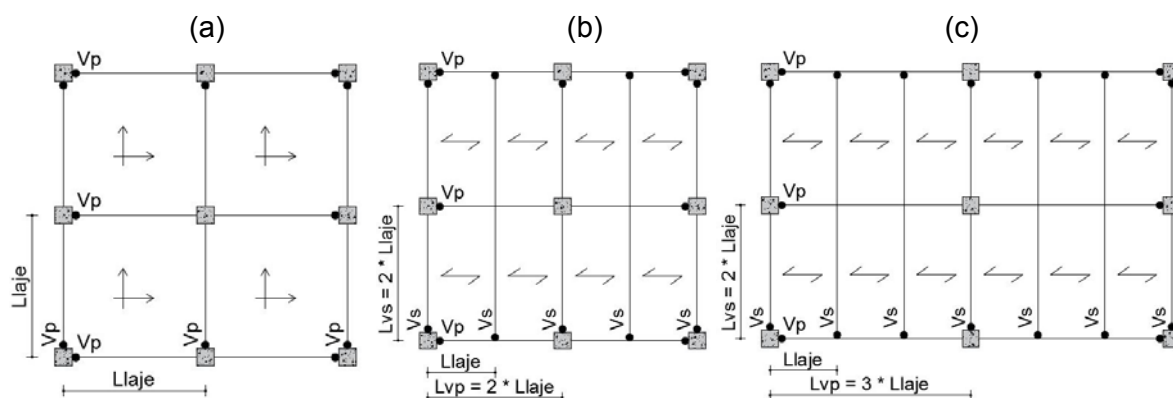 (a)
Vp
Vp
Llaje
Vp
Vp
Vp
Vp
Llaje
(b)
Vp
Vp
Lvs = 2 * Llaje
Vs
Vp
Vs
Vs
Vs
Vs
Llaje
Lvp = 2 * Llaje
(c)
Vp
Vp
Lvs = 2 * Llaje
Vs
Vp
Vs
Vs
Vs
Vs
Vs
Vs
Llaje
Lvp = 3 * Llaje